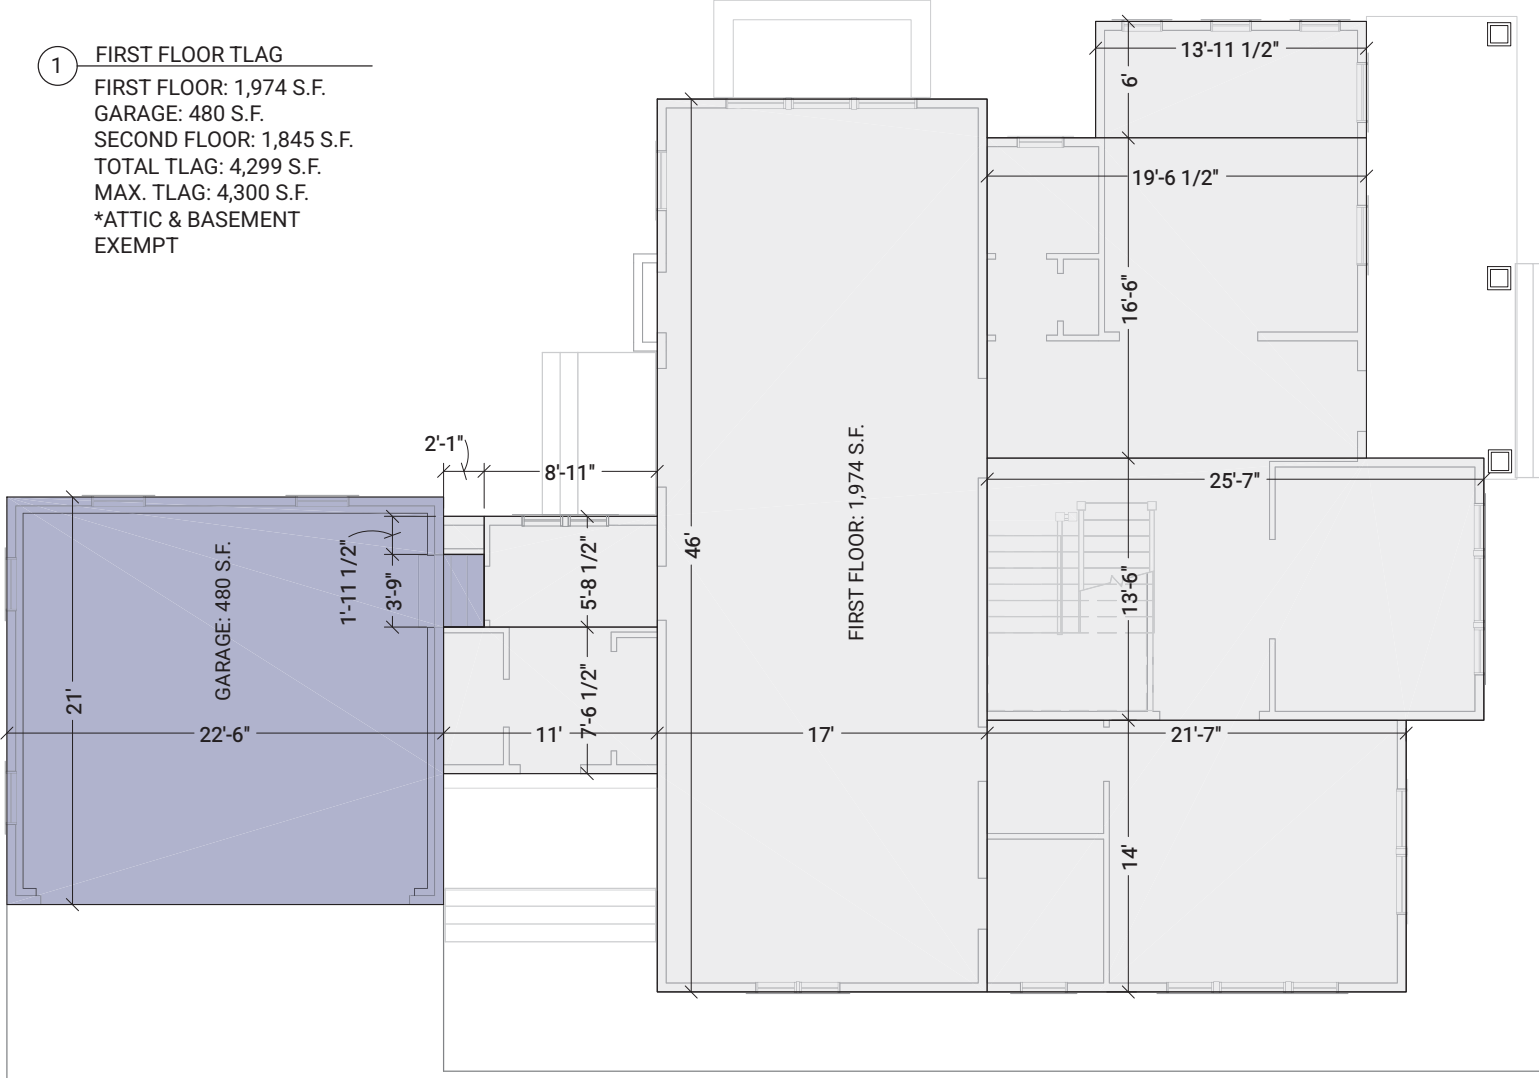 1
FIRST FLOOR TLAG
FIRST FLOOR: 1,974 S.F.
GARAGE: 480 S.F.
SECOND FLOOR: 1,845 S.F.
TOTAL TLAG: 4,299 S.F.
MAX. TLAG: 4,300 S.F.
*ATTIC & BASEMENT
EXEMPT
13'-11 1/2"
6'
19'-6 1/2"
16'-6"
2'-1"
8'-11"
25'-7"
1'-11 1/2"
3'-9"
5'-8 1/2"
46'
FIRST FLOOR: 1,974 S.F.
13'-6"
GARAGE: 480 S.F.
21'
7'-6 1/2"
22'-6"
11'
17'
21'-7"
14'